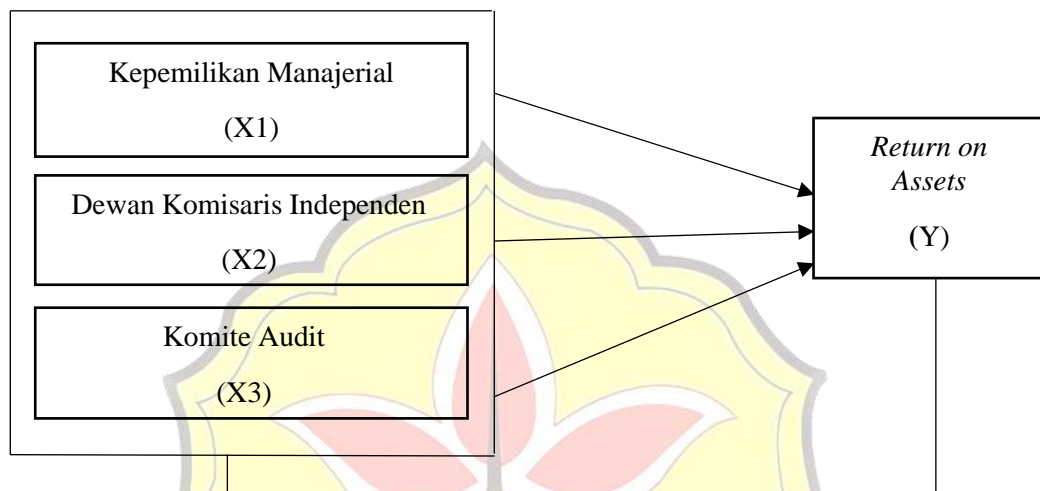 Kepemilikan Manajerial
(X1)
Dewan Komisaris Independen
(X2)
Komite Audit
(X3)
Return on
Assets
(Y)